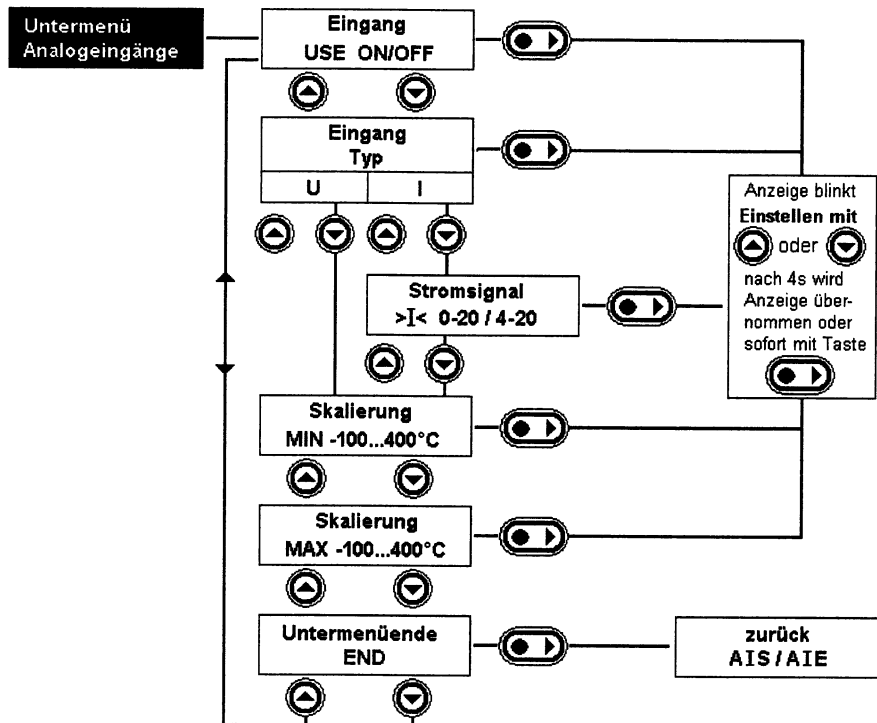 Untermenü
Analogeingänge
Eingang
USE ON/OFF
Eingang
Typ
U
I
Anzeige blinkt
Einstellen mit
oder
nach 4s wird
Anzeige über-
nommen oder
sofort mit Taste
Stromsignal
>I< 0-20 / 4-20
Skalierung
MIN -100...400°C
Skalierung
MAX -100...400°C
Untermenüende
END
zurück
AIS / AIE